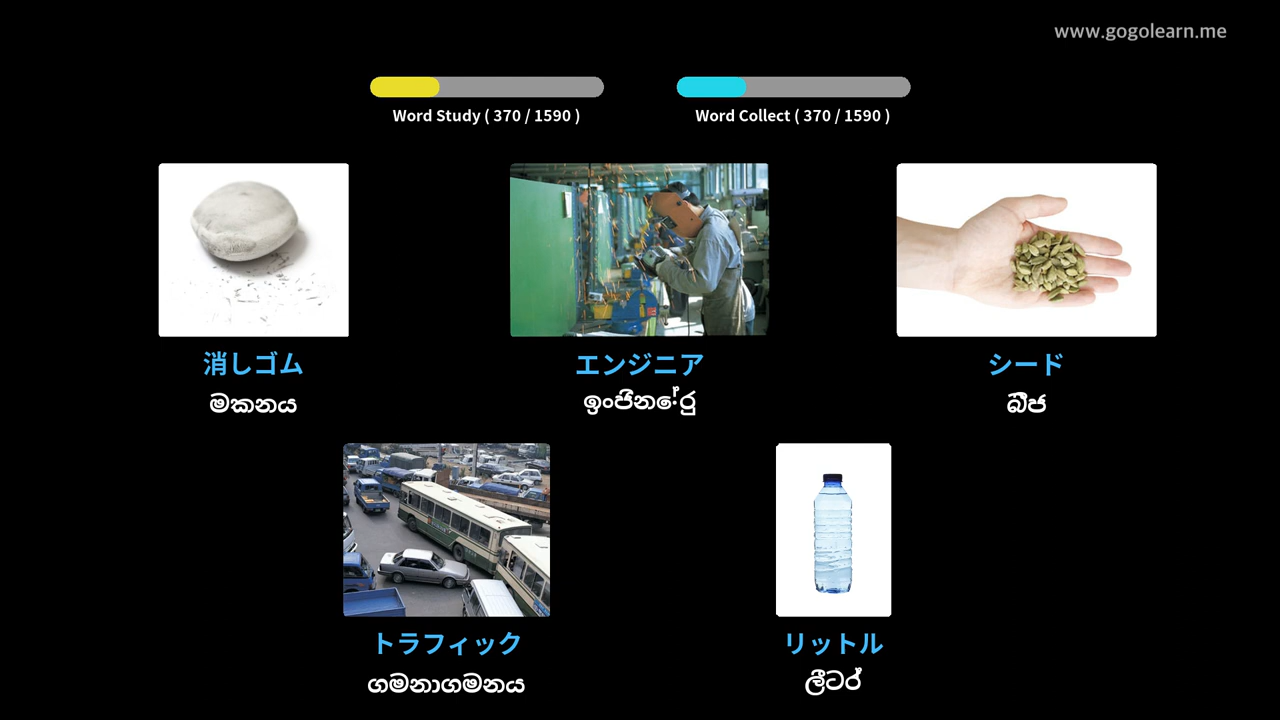 www.gogolearn.me
Word Study ( 370 / 1590 )
Word Collect ( 370 / 1590 )
消しゴム
මකනය
エンジニア
ඉංජිනේරු
シード
බීජ
トラフィック
ගමනාගමනය
リットル
ලීටර්